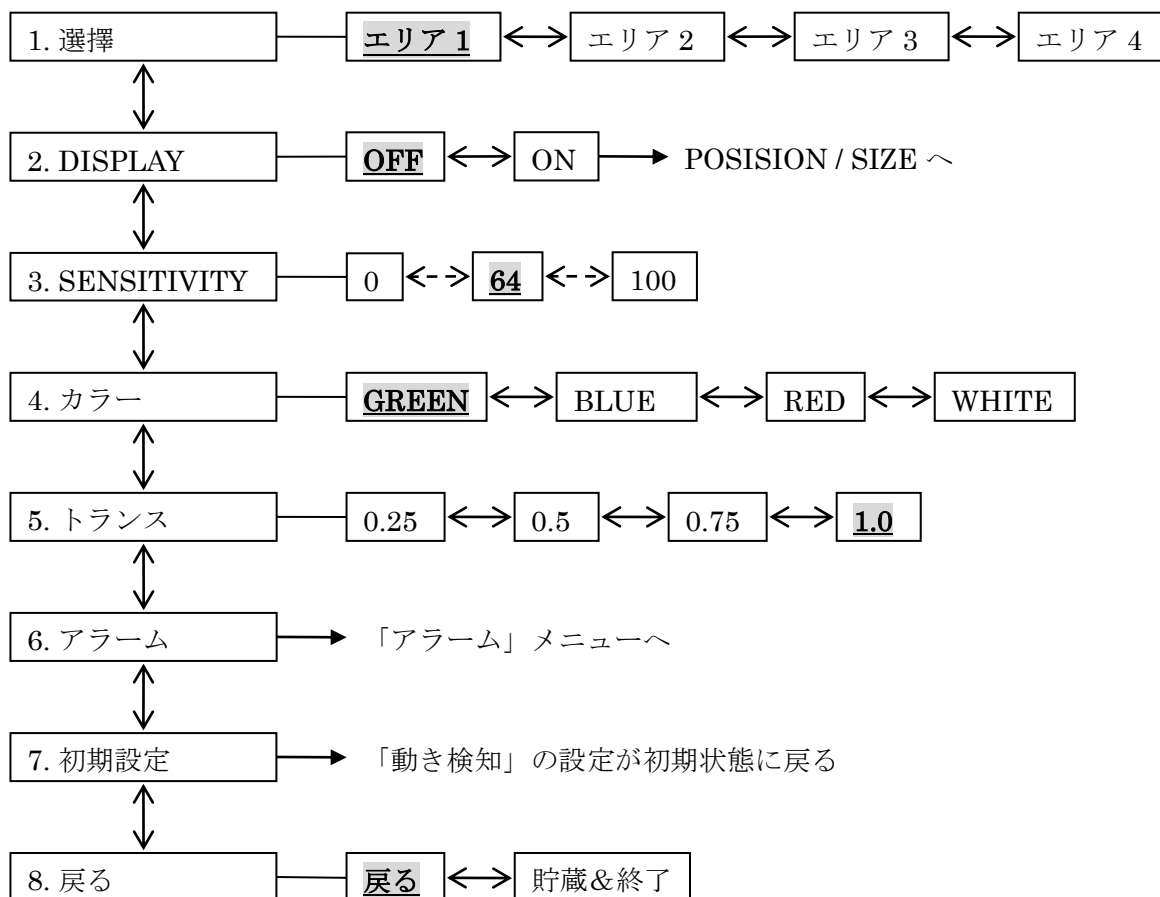 1. 選擇 エリア 1 エリア 2 エリア 3 エリア 4
2. DISPLAY OFF ON POSISION / SIZE へ
3. SENSITIVITY 0 64 100
4. カラー GREEN BLUE RED WHITE
5. トランス 0.25 0.5 0.75 1.0
6. アラーム 「アラーム」メニューへ
7. 初期設定 「動き検知」の設定が初期状態に戻る
8. 戻る 戻る 貯蔵＆終了